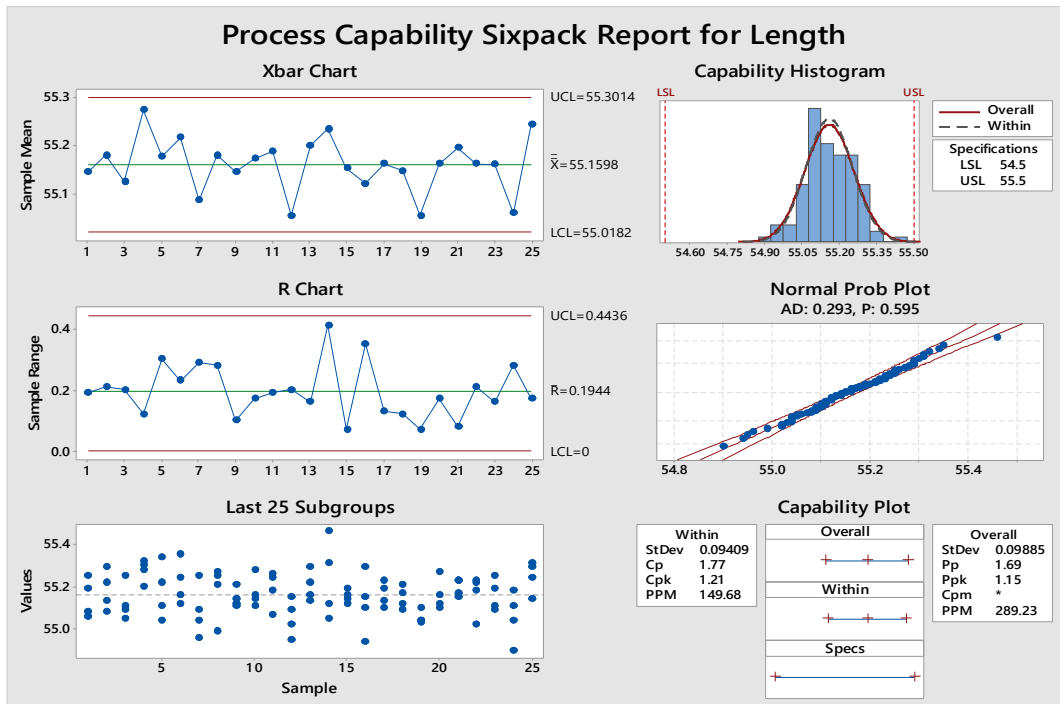 Process Capability Sixpack Report for Length
Xbar Chart
Sample Mean
55.3
55.2
55.1
1 3 5 7 9 11 13 15 17 19 21 23 25
UCL=55.3014
X̿=55.1598
LCL=55.0182
Capability Histogram
LSL USL
54.60 54.75 54.90 55.05 55.20 55.35 55.50
Overall
Within
Specifications
LSL 54.5
USL 55.5
R Chart
Sample Range
0.4
0.2
0.0
1 3 5 7 9 11 13 15 17 19 21 23 25
UCL=0.4436
R̄=0.1944
LCL=0
Normal Prob Plot
AD: 0.293, P: 0.595
54.8 55.0 55.2 55.4
Last 25 Subgroups
Values
55.4
55.2
55.0
5 10 15 20 25
Sample
Capability Plot
Within
StDev 0.09409
Cp 1.77
Cpk 1.21
PPM 149.68
Overall
Within
Specs
Overall
StDev 0.09885
Pp 1.69
Ppk 1.15
Cpm *
PPM 289.23